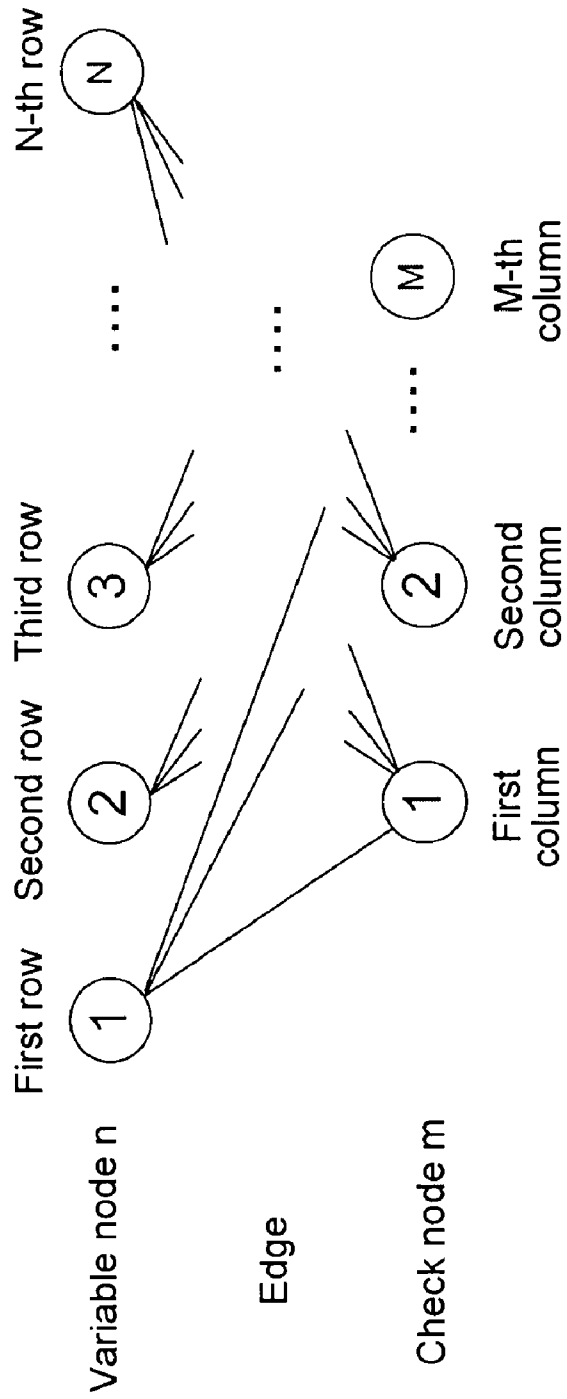 First row Second row Third row N-th row
Variable node n 1 2 3 .... N
Edge ....
Check node m 1 2 .... M
First Second M-th
column column column